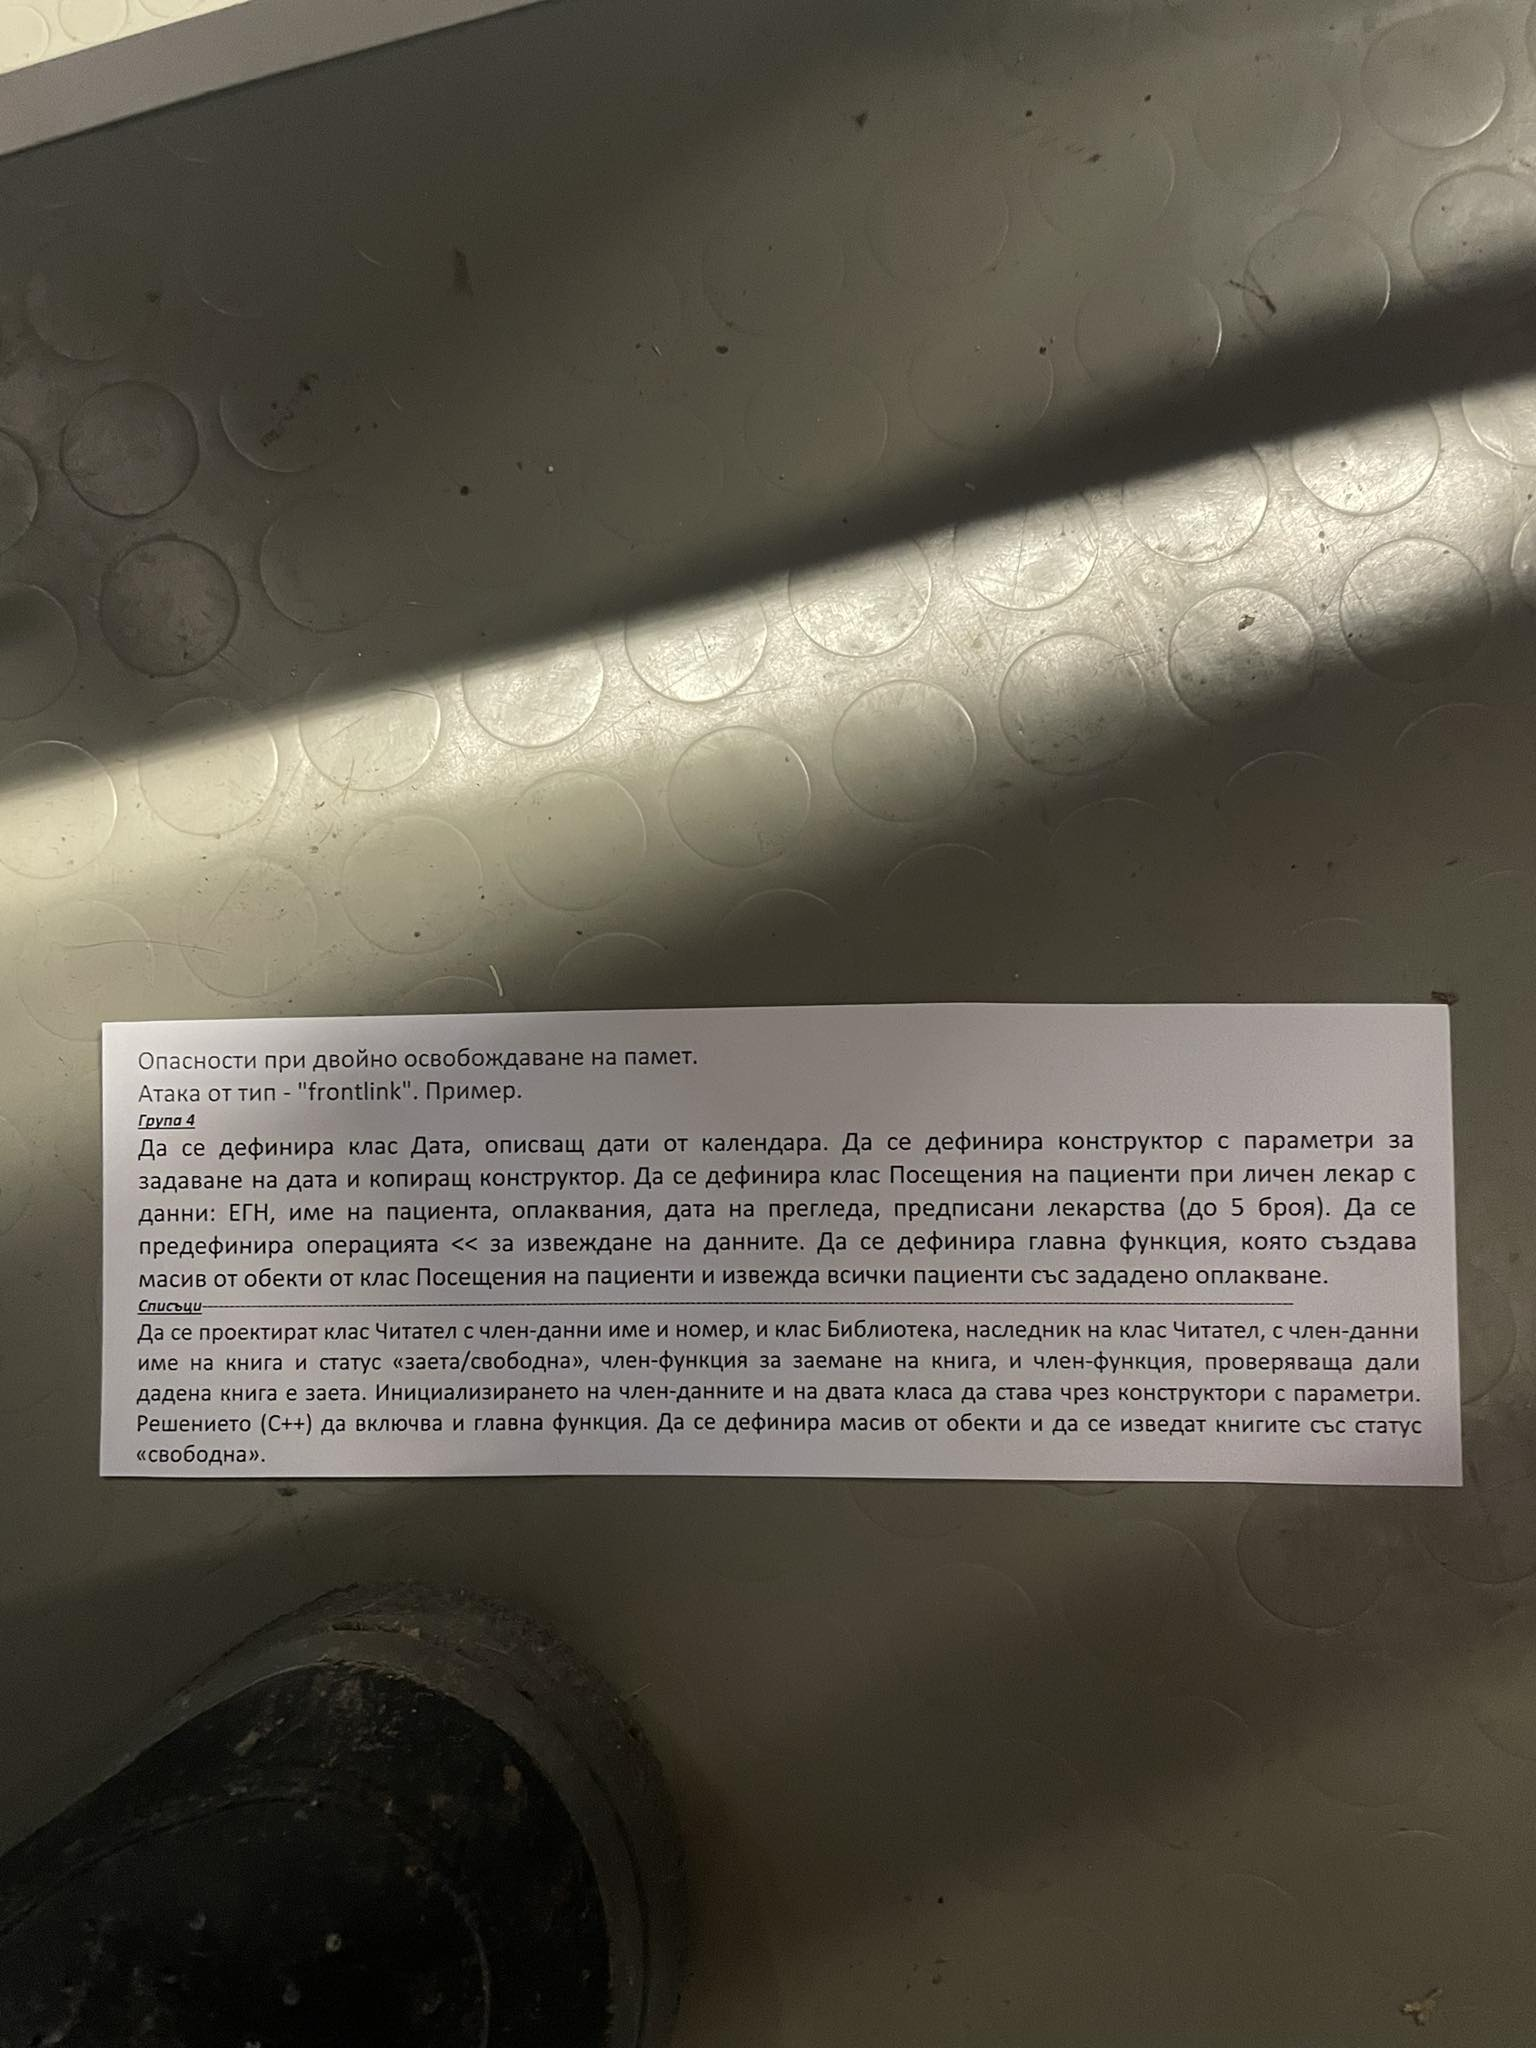 Опасности при двойно освобождаване на памет.
Атака от тип - "frontlink". Пример.
Група 4
Да се дефинира клас Дата, описващ дати от календара. Да се дефинира конструктор с параметри за
задаване на дата и копиращ конструктор. Да се дефинира клас Посещения на пациенти при личен лекар с
данни: ЕГН, име на пациента, оплаквания, дата на прегледа, предписани лекарства (до 5 броя). Да се
предефинира операцията << за извеждане на данните. Да се дефинира главна функция, която създава
масив от обекти от клас Посещения на пациенти и извежда всички пациенти със зададено оплакване.
Списъци
Да се проектират клас Читател с член-данни име и номер, и клас Библиотека, наследник на клас Читател, с член-данни
име на книга и статус «заета/свободна», член-функция за заемане на книга, и член-функция, проверяваща дали
дадена книга е заета. Инициализирането на член-данните и на двата класа да става чрез конструктори с параметри.
Решението (C++) да включва и главна функция. Да се дефинира масив от обекти и да се изведат книгите със статус
«свободна».